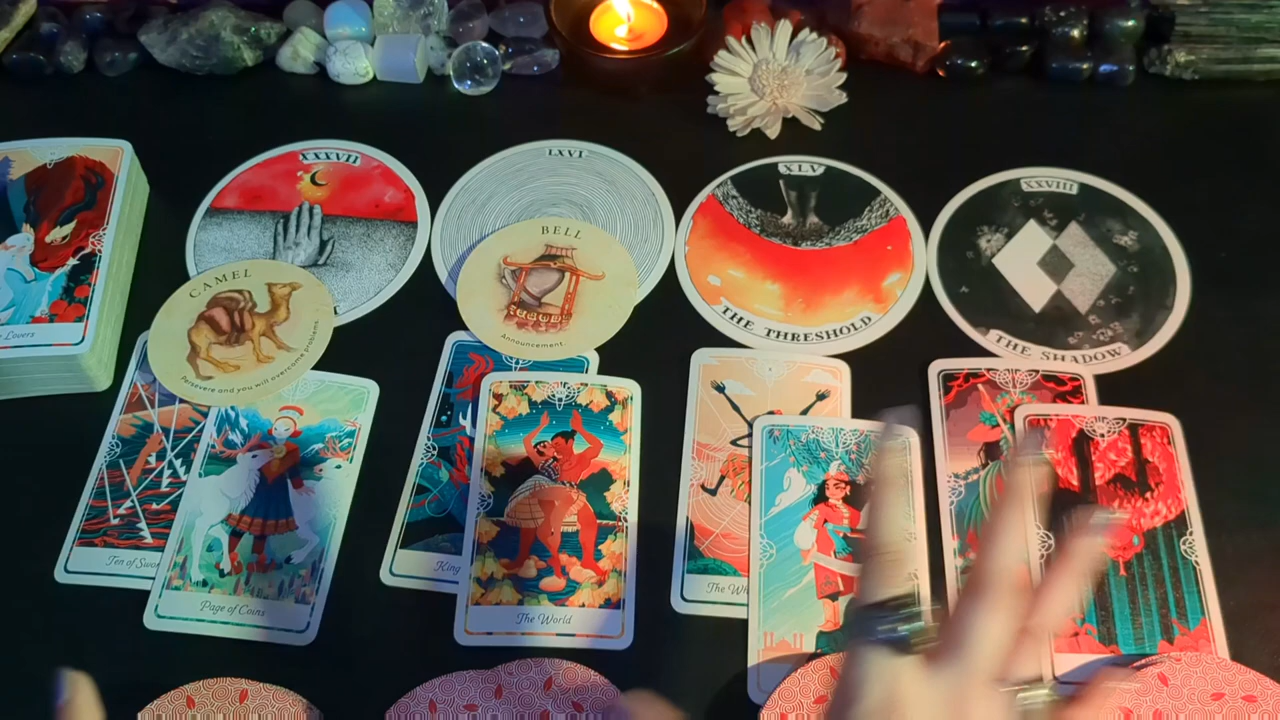 XXXVII
LXVI
XLV
XXVIII
CAMEL
BELL
Announcement.
THE THRESHOLD
THE SHADOW
Persevere and you will overcome problems
Lovers
Ten of
King
The
Page of Coins
The World